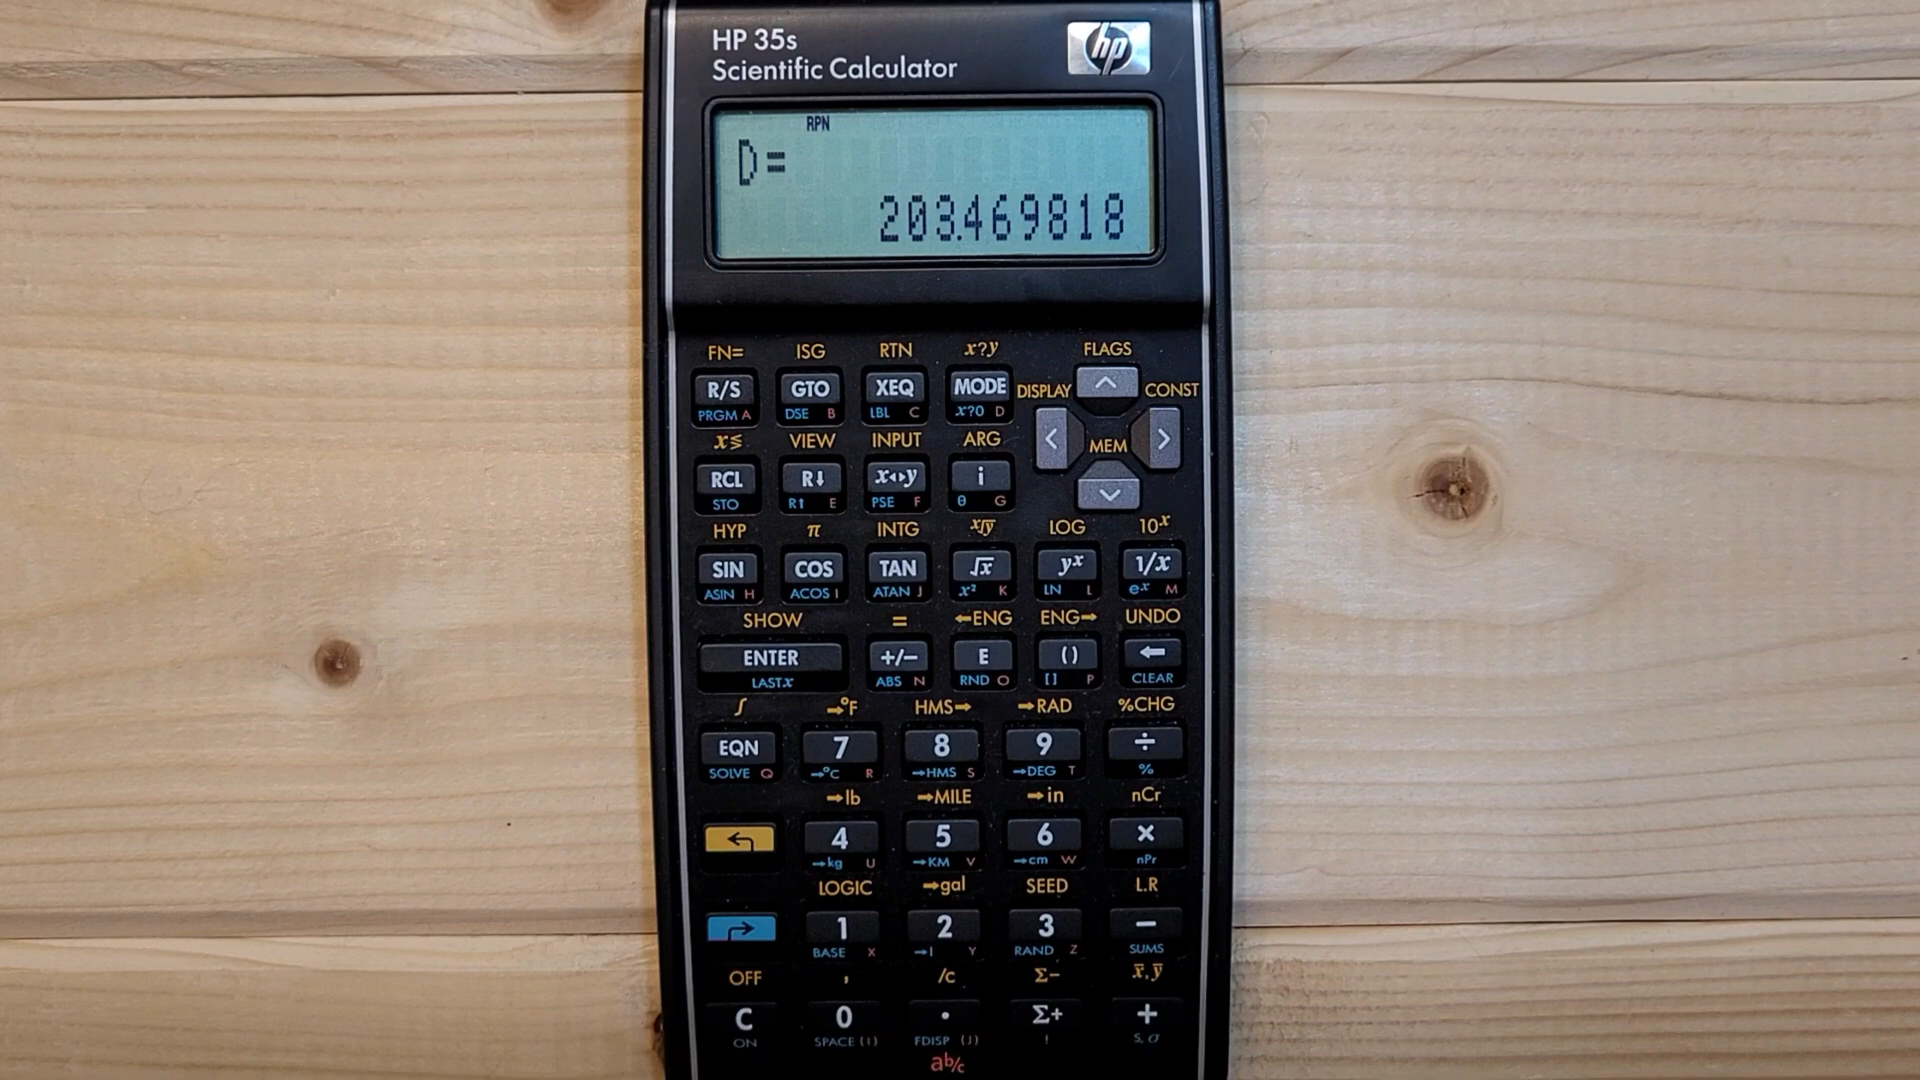 HP 35s
Scientific Calculator
hp
RPN
D=
203.469818
FN= ISG RTN x?y FLAGS
R/S GTO XEQ MODE DISPLAY CONST
PRGM A DSE B LBL C x?0 D
x≶ VIEW INPUT ARG MEM
RCL R↓ x↔y i
STO R↑ E PSE F θ G
HYP π INTG x√y LOG 10ˣ
SIN COS TAN √x yˣ 1/x
ASIN H ACOS I ATAN J x² K LN L eˣ M
SHOW = ←ENG ENG→ UNDO
ENTER +/− E () ←
LASTx ABS N RND O [] P CLEAR
∫ →°F HMS→ →RAD %CHG
EQN 7 8 9 ÷
SOLVE Q →°C R →HMS S →DEG T %
→lb →MILE →in nCr
4 5 6 ×
→kg U →KM V →cm W nPr
LOGIC →gal SEED L.R
1 2 3 −
BASE X →l Y RAND Z SUMS
OFF , /c Σ− x̄,ȳ
C 0 · Σ+ +
ON SPACE (I) FDISP (J) ! S,σ
ab/c